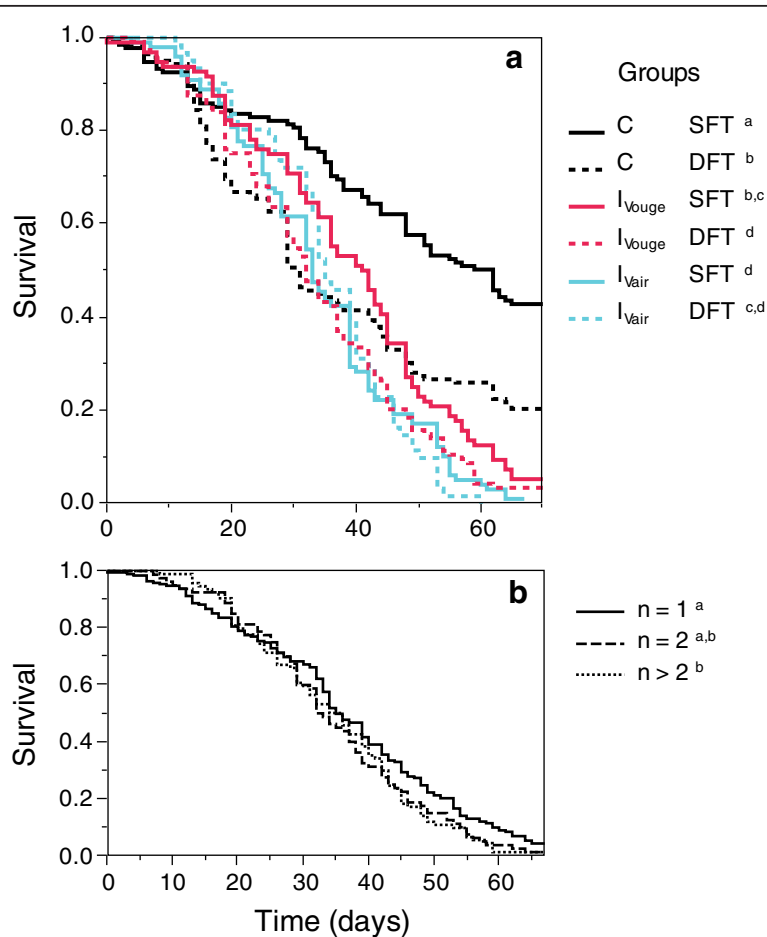 a
1.0
0.8
0.6
0.4
0.2
0.0
Survival
0
20
40
60
Groups
C SFT a
C DFT b
IVouge SFT b,c
IVouge DFT d
IVair SFT d
IVair DFT c,d
b
1.0
0.8
0.6
0.4
0.2
0.0
Survival
0 10 20 30 40 50 60
Time (days)
n = 1 a
n = 2 a,b
n > 2 b